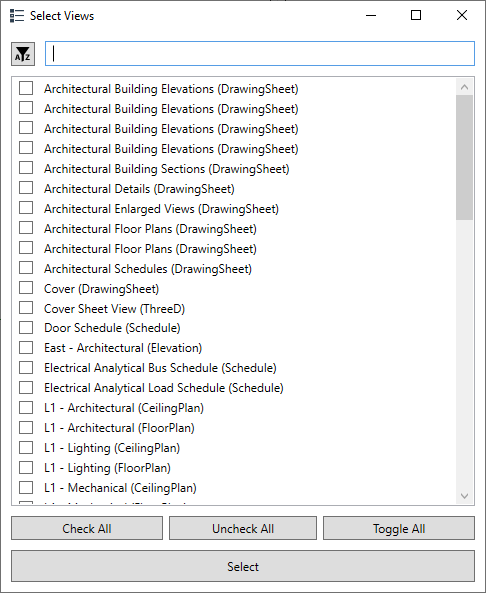 Select Views
AZ
Architectural Building Elevations (DrawingSheet)
Architectural Building Elevations (DrawingSheet)
Architectural Building Elevations (DrawingSheet)
Architectural Building Elevations (DrawingSheet)
Architectural Building Sections (DrawingSheet)
Architectural Details (DrawingSheet)
Architectural Enlarged Views (DrawingSheet)
Architectural Floor Plans (DrawingSheet)
Architectural Floor Plans (DrawingSheet)
Architectural Schedules (DrawingSheet)
Cover (DrawingSheet)
Cover Sheet View (ThreeD)
Door Schedule (Schedule)
East - Architectural (Elevation)
Electrical Analytical Bus Schedule (Schedule)
Electrical Analytical Load Schedule (Schedule)
L1 - Architectural (CeilingPlan)
L1 - Architectural (FloorPlan)
L1 - Lighting (CeilingPlan)
L1 - Lighting (FloorPlan)
L1 - Mechanical (CeilingPlan)
Check All Uncheck All Toggle All
Select